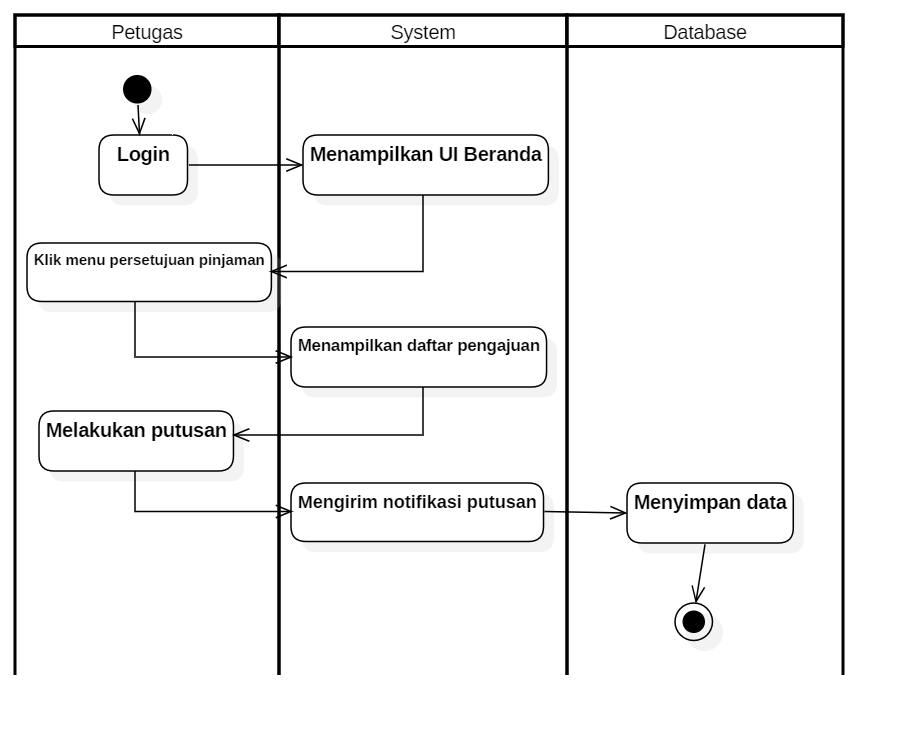 Petugas
System
Database
Login
Menampilkan UI Beranda
Klik menu persetujuan pinjaman
Menampilkan daftar pengajuan
Melakukan putusan
Mengirim notifikasi putusan
Menyimpan data